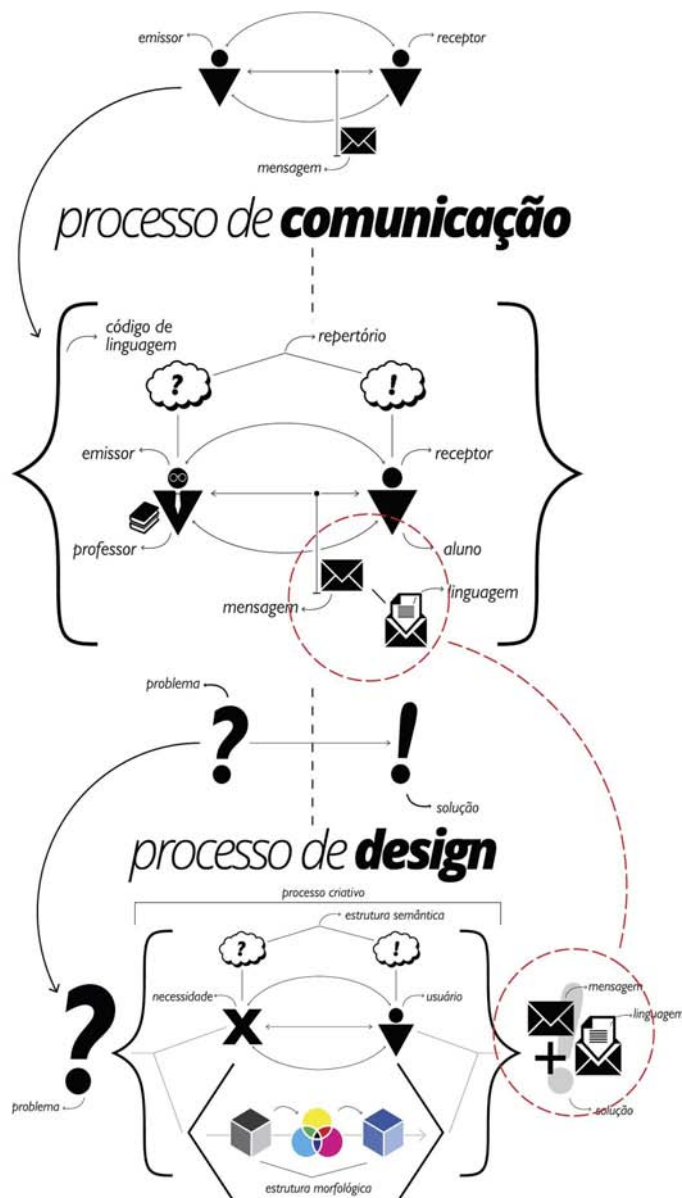 emissor
receptor
mensagem
processo de comunicação
código de
linguagem
repertório
?
!
emissor
receptor
professor
aluno
mensagem
linguagem
problema
?
!
solução
processo de design
processo criativo
estrutura semântica
?
!
necessidade
usuário
X
?
problema
mensagem
linguagem
!
+
solução
estrutura morfológica